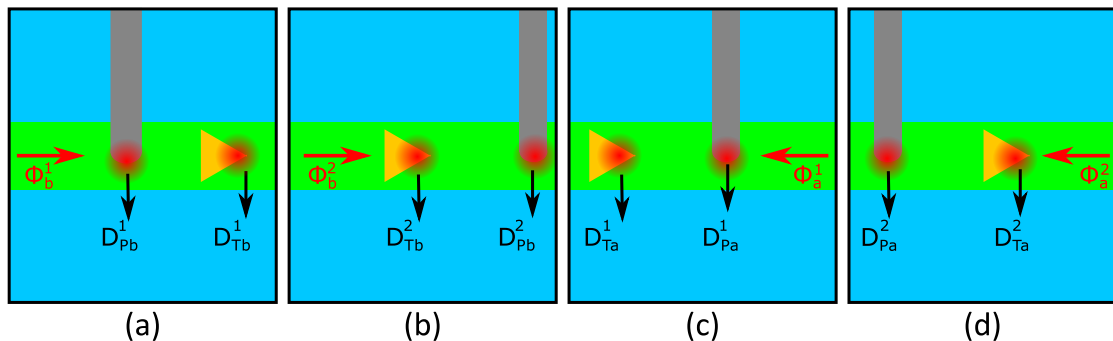 Φ_b^1
D_Pb^1
D_Tb^1
(a)
Φ_b^2
D_Tb^2
D_Pb^2
(b)
D_Ta^1
D_Pa^1
Φ_a^1
(c)
D_Pa^2
D_Ta^2
Φ_a^2
(d)